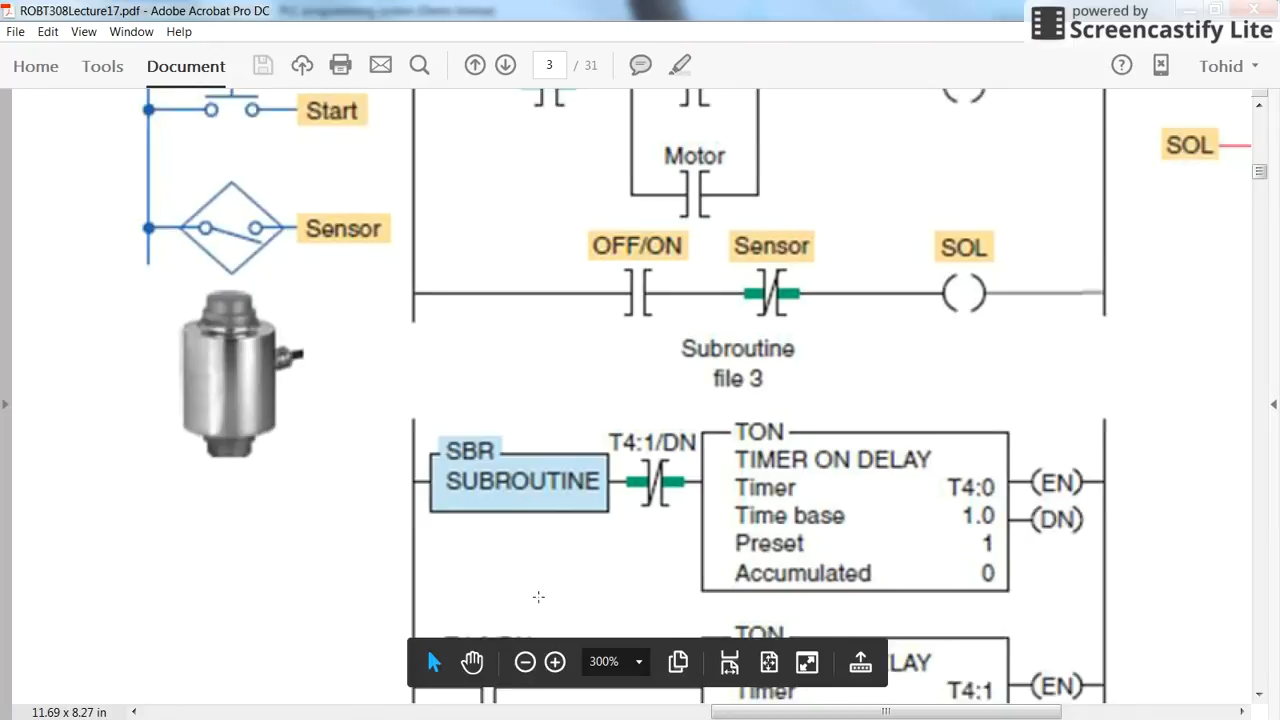 ROBT308Lecture17.pdf - Adobe Acrobat Pro DC
powered by
Screencastify Lite
File Edit View Window Help
Home Tools Document 3 / 31 Tohid
Start
SOL
Motor
Sensor
OFF/ON Sensor SOL
Subroutine
file 3
SBR
SUBROUTINE
T4:1/DN
TON
TIMER ON DELAY
Timer T4:0
Time base 1.0
Preset 1
Accumulated 0
(EN)
(DN)
TON
LAY
Timer T4:1
(EN)
300%
11.69 x 8.27 in